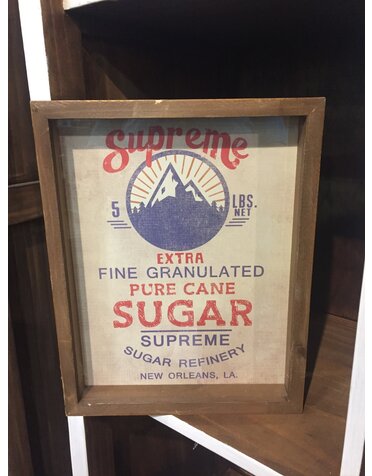 Supreme
5 LBS.
NET
EXTRA
FINE GRANULATED
PURE CANE
SUGAR
SUPREME
SUGAR REFINERY
NEW ORLEANS, LA.